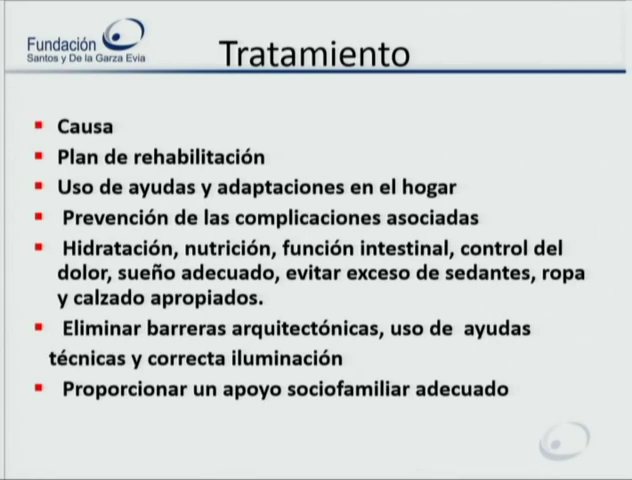 Fundación
Santos y De la Garza Evia
Tratamiento
Causa
Plan de rehabilitación
Uso de ayudas y adaptaciones en el hogar
Prevención de las complicaciones asociadas
Hidratación, nutrición, función intestinal, control del
dolor, sueño adecuado, evitar exceso de sedantes, ropa
y calzado apropiados.
Eliminar barreras arquitectónicas, uso de ayudas
técnicas y correcta iluminación
Proporcionar un apoyo sociofamiliar adecuado